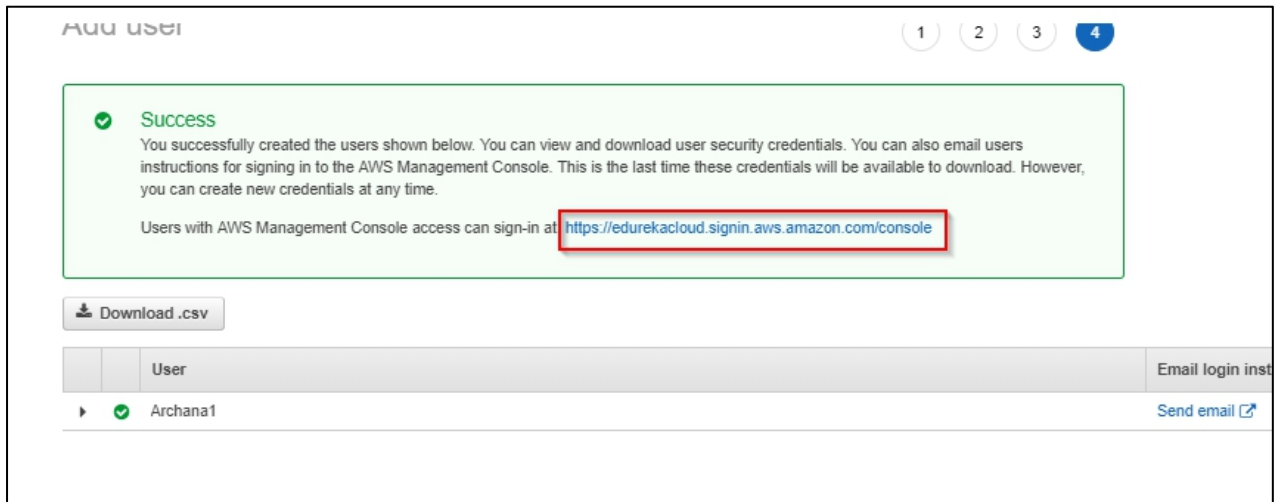 Add user
1 2 3 4
Success
You successfully created the users shown below. You can view and download user security credentials. You can also email users
instructions for signing in to the AWS Management Console. This is the last time these credentials will be available to download. However,
you can create new credentials at any time.
Users with AWS Management Console access can sign-in at: https://edurekacloud.signin.aws.amazon.com/console
Download .csv
User Email login inst
Archana1 Send email